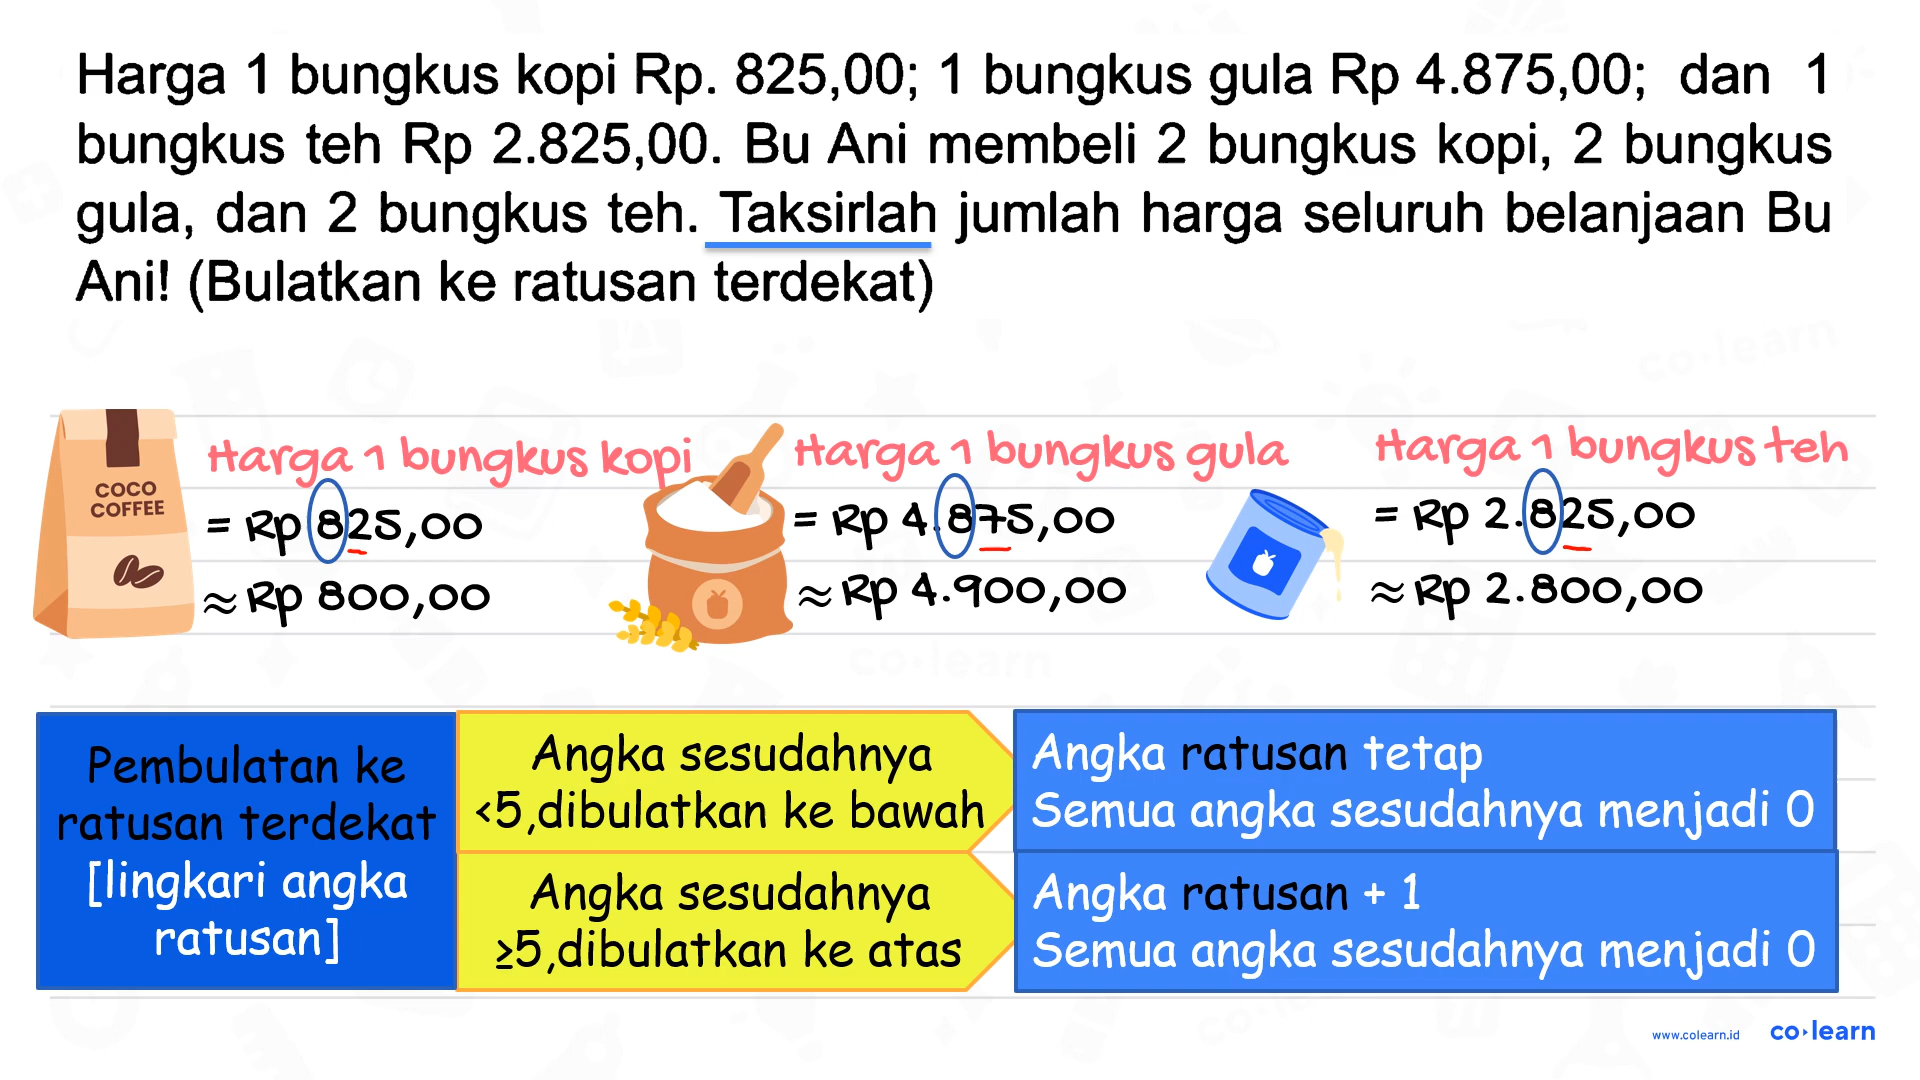 Harga 1 bungkus kopi Rp. 825,00; 1 bungkus gula Rp 4.875,00; dan 1
bungkus teh Rp 2.825,00. Bu Ani membeli 2 bungkus kopi, 2 bungkus
gula, dan 2 bungkus teh. Taksirlah jumlah harga seluruh belanjaan Bu
Ani! (Bulatkan ke ratusan terdekat)
co•learn
COCO
COFFEE
Harga 1 bungkus kopi
= Rp 825,00
≈ Rp 800,00
Harga 1 bungkus gula
= Rp 4.875,00
≈ Rp 4.900,00
Harga 1 bungkus teh
= Rp 2.825,00
≈ Rp 2.800,00
co•learn
Pembulatan ke
ratusan terdekat
[lingkari angka
ratusan]
Angka sesudahnya
<5,dibulatkan ke bawah
Angka ratusan tetap
Semua angka sesudahnya menjadi 0
Angka sesudahnya
≥5,dibulatkan ke atas
Angka ratusan + 1
Semua angka sesudahnya menjadi 0
co•learn
www.colearn.id
co•learn